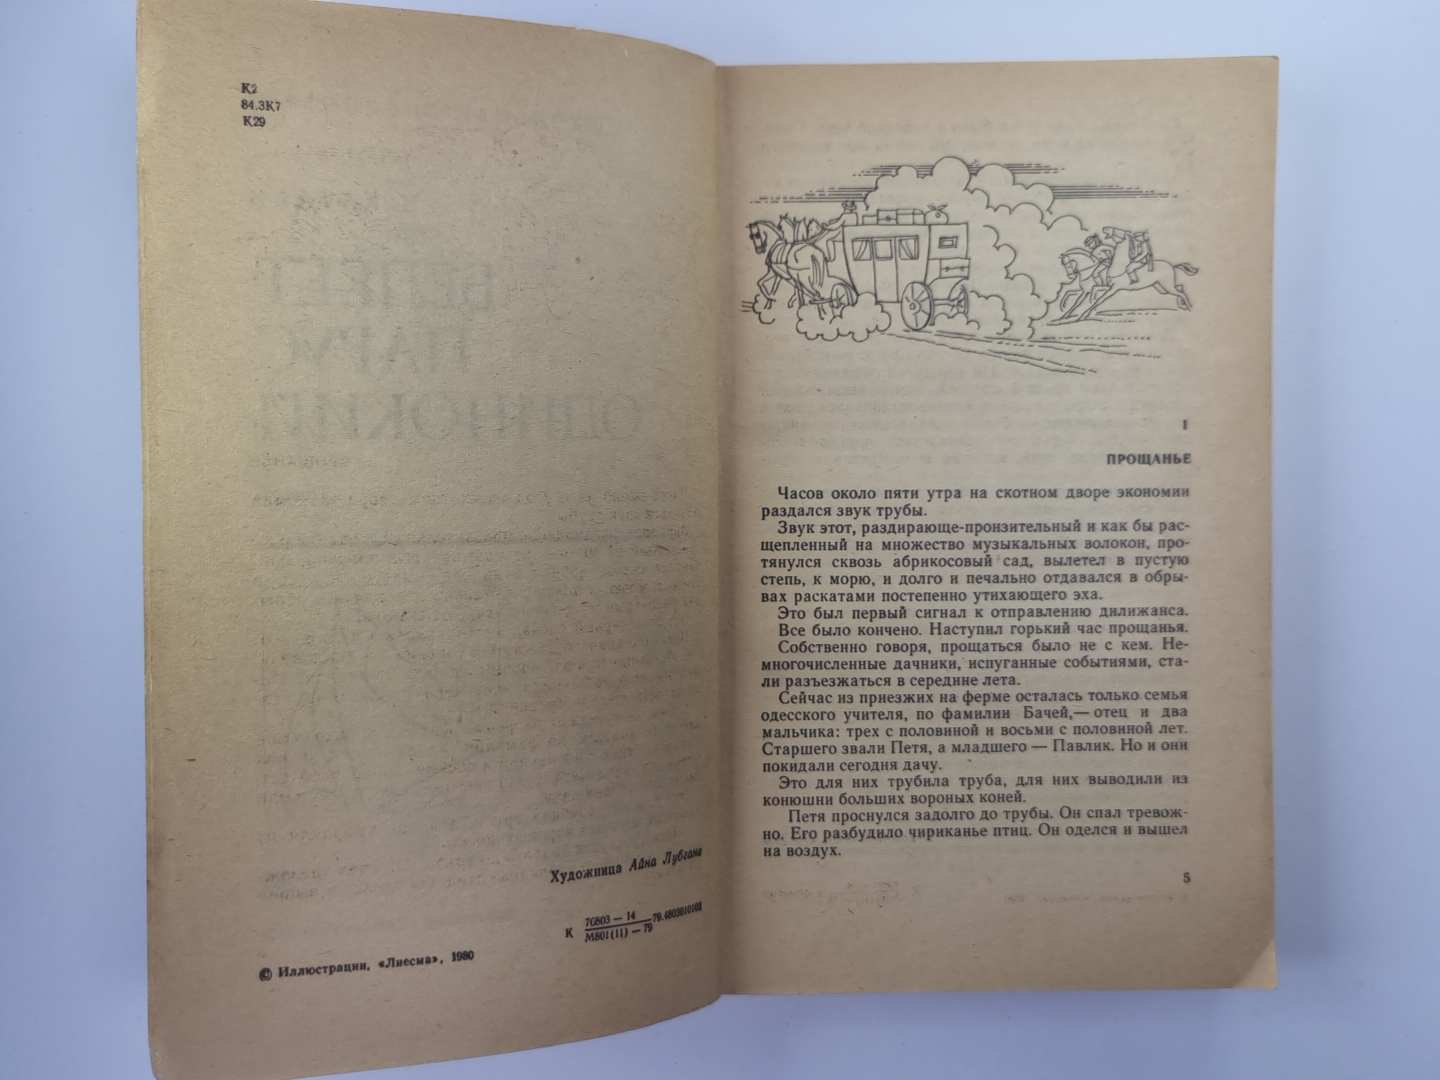 К2
84.3К7
К29
Художница Айна Лубгане
К 70803 — 14 79.4803010102
М801(11) — 79
© Иллюстрации, «Лиесма», 1980
1
ПРОЩАНЬЕ
Часов около пяти утра на скотном дворе экономии
раздался звук трубы.
Звук этот, раздирающе-пронзительный и как бы рас-
щепленный на множество музыкальных волокон, про-
тянулся сквозь абрикосовый сад, вылетел в пустую
степь, к морю, и долго и печально отдавался в обры-
вах раскатами постепенно утихающего эха.
Это был первый сигнал к отправлению дилижанса.
Все было кончено. Наступил горький час прощанья.
Собственно говоря, прощаться было не с кем. Не-
многочисленные дачники, испуганные событиями, ста-
ли разъезжаться в середине лета.
Сейчас из приезжих на ферме осталась только семья
одесского учителя, по фамилии Бачей,— отец и два
мальчика: трех с половиной и восьми с половиной лет.
Старшего звали Петя, а младшего — Павлик. Но и они
покидали сегодня дачу.
Это для них трубила труба, для них выводили из
конюшни больших вороных коней.
Петя проснулся задолго до трубы. Он спал тревож-
но. Его разбудило чириканье птиц. Он оделся и вышел
на воздух.
5